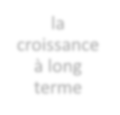 la
croissance
à long
terme